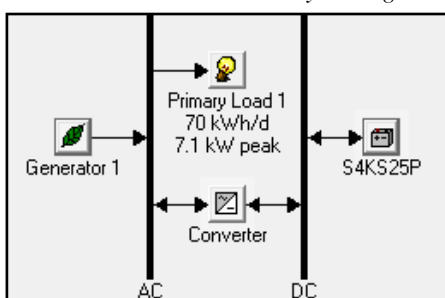 Primary Load 1
70 kWh/d
7.1 kW peak
Generator 1
S4KS25P
Converter
AC
DC